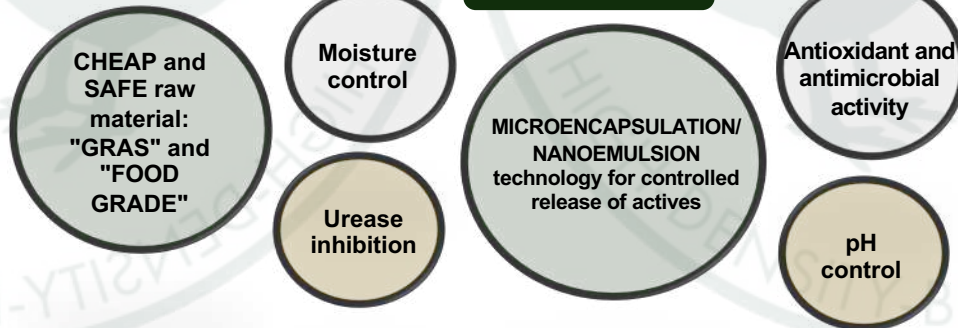 CHEAP and
SAFE raw
material:
"GRAS" and
"FOOD
GRADE"
Moisture
control
Urease
inhibition
MICROENCAPSULATION/
NANOEMULSION
technology for controlled
release of actives
Antioxidant and
antimicrobial
activity
pH
control